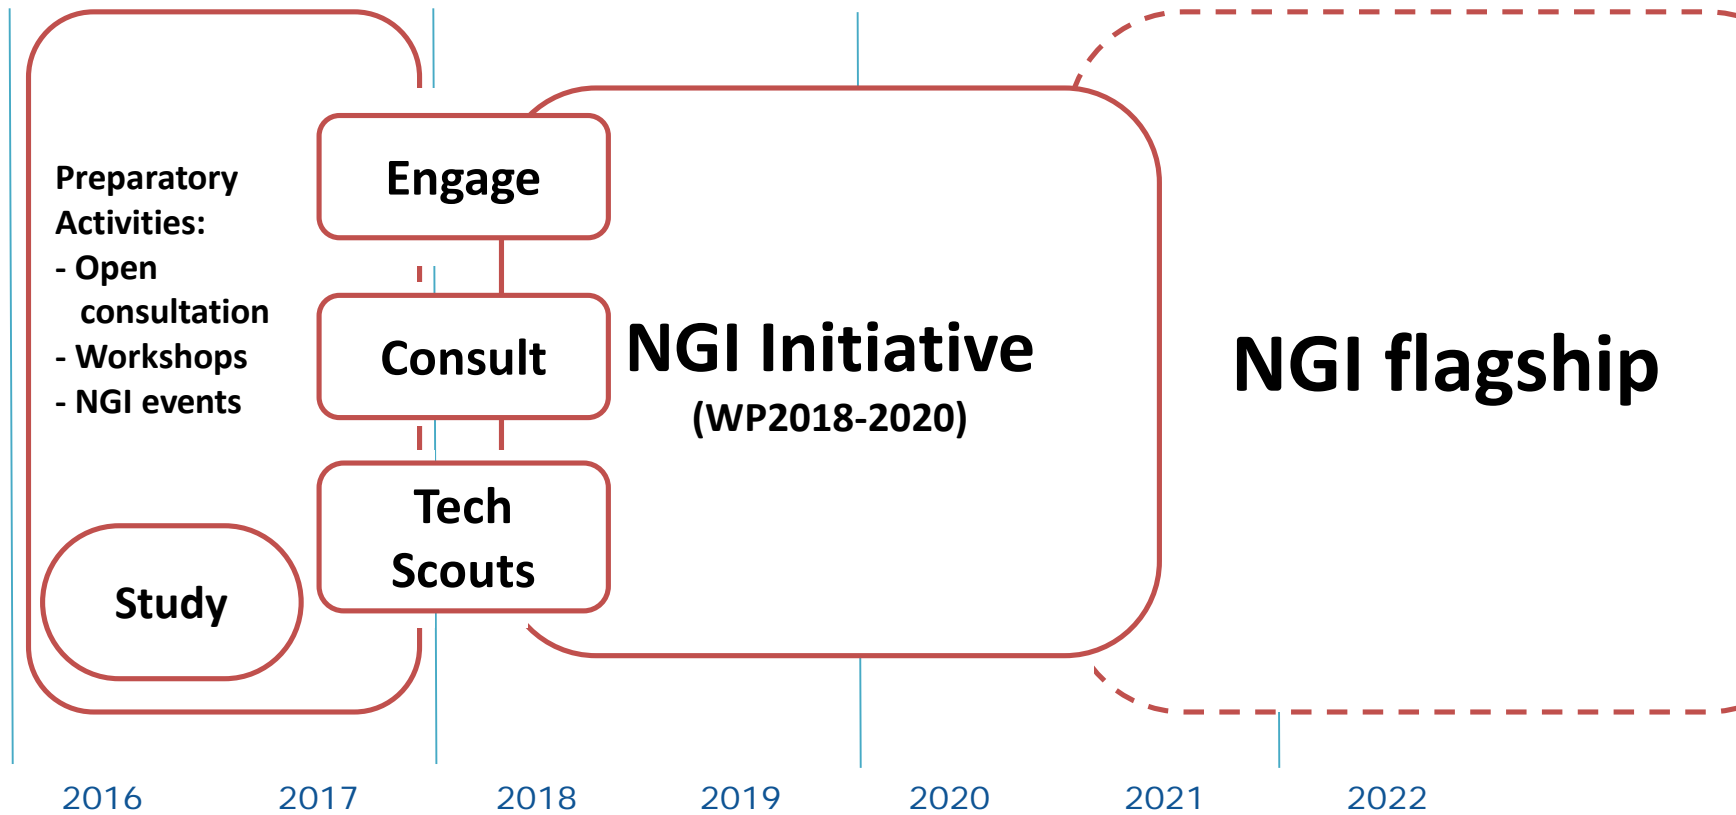 Preparatory
Activities:
- Open
consultation
- Workshops
- NGI events
Study
Engage
Consult
Tech
Scouts
NGI Initiative
(WP2018-2020)
NGI flagship
2016 2017 2018 2019 2020 2021 2022